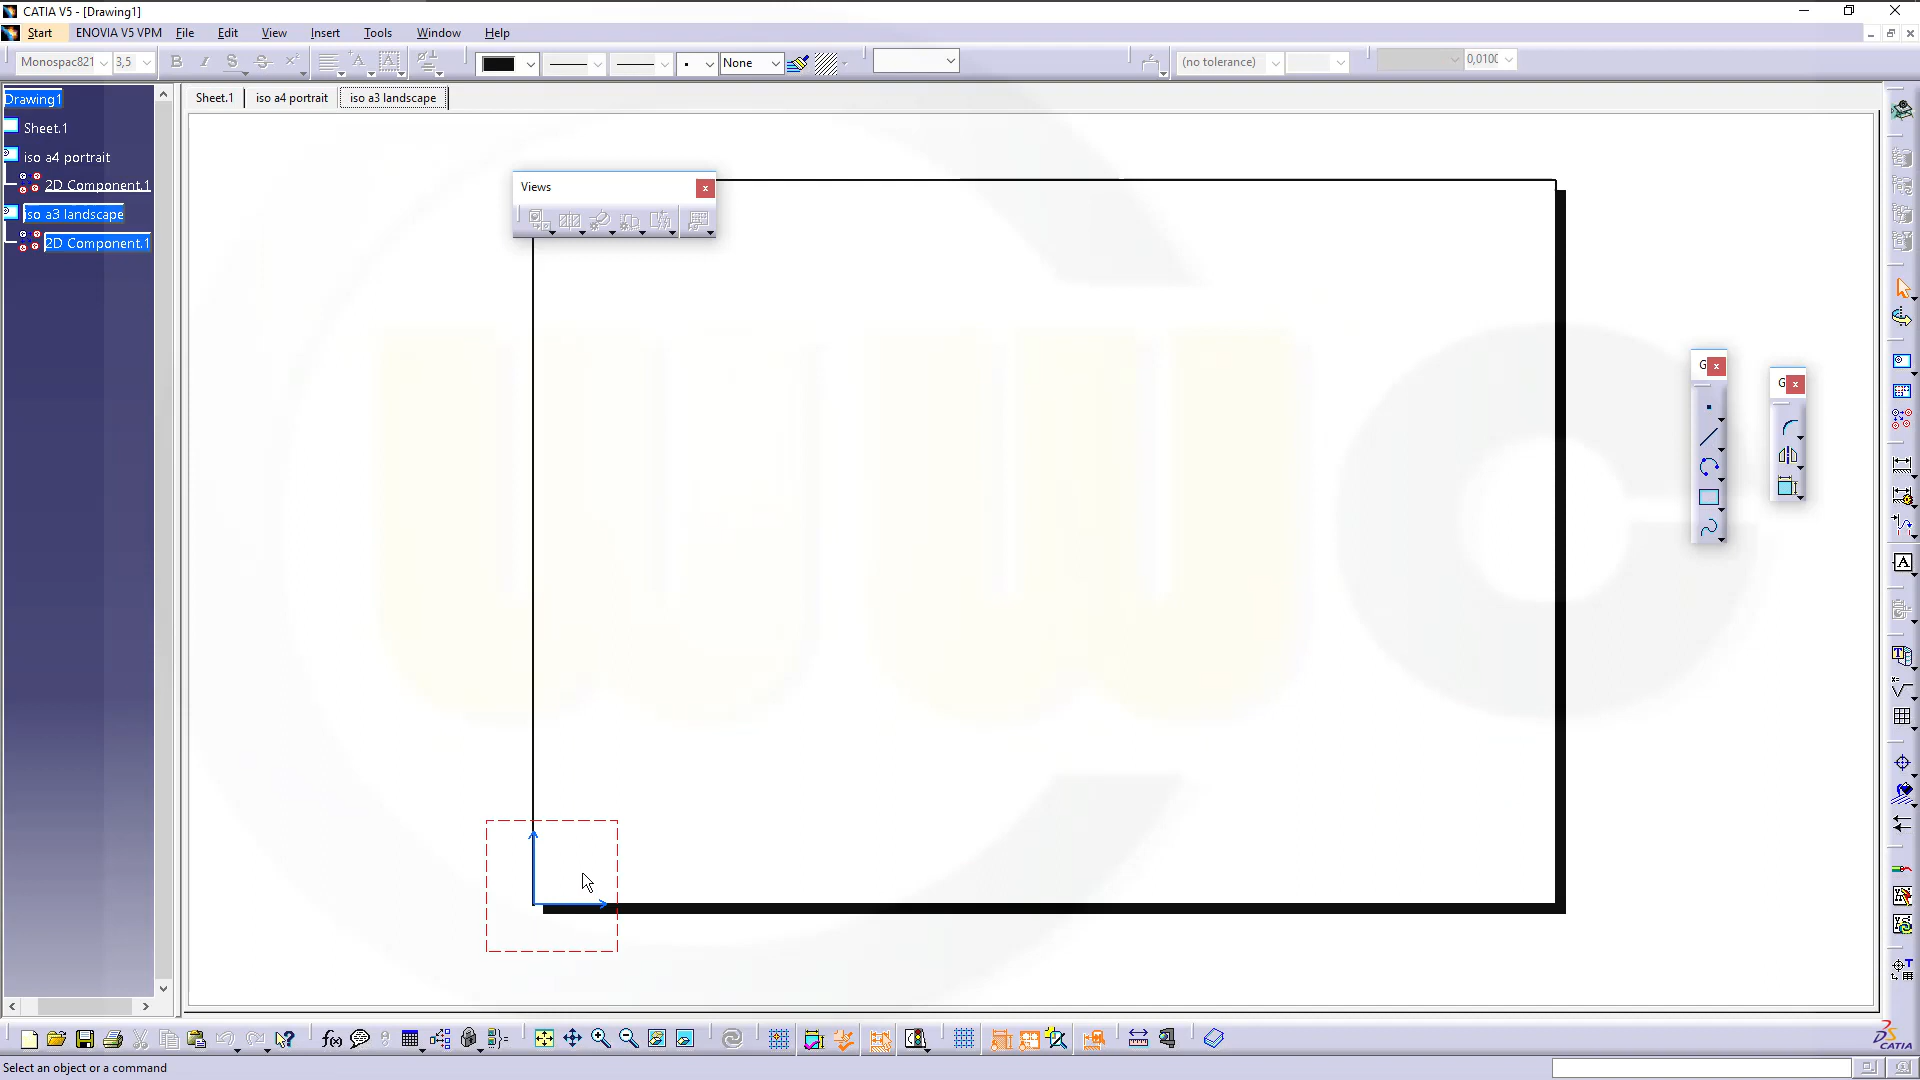 CATIA V5 - [Drawing1]
Start ENOVIA V5 VPM File Edit View Insert Tools Window Help
Monospac821 3,5 None (no tolerance) 0,0100
Drawing1
Sheet.1
iso a4 portrait
2D Component.1
iso a3 landscape
2D Component.1
Sheet.1 iso a4 portrait iso a3 landscape
Views
G
G
CATIA
Select an object or a command